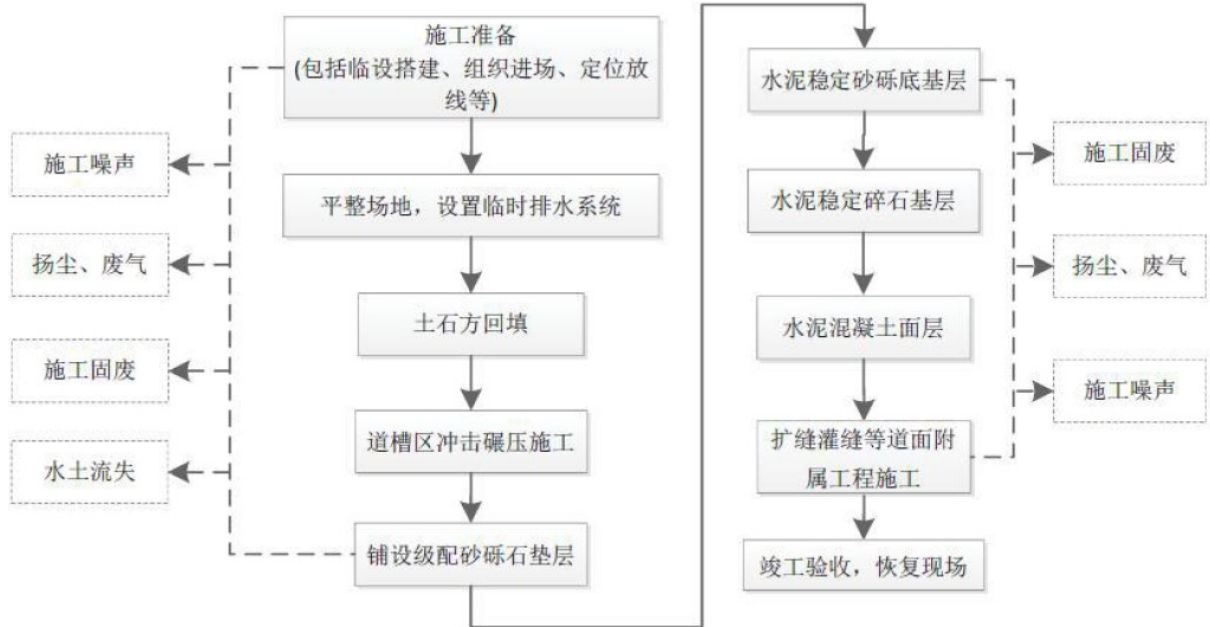 施工准备
(包括临设搭建、组织进场、定位放
线等)
施工噪声
平整场地，设置临时排水系统
扬尘、废气
土石方回填
施工固废
道槽区冲击碾压施工
水土流失
铺设级配砂砾石垫层
水泥稳定砂砾底基层
施工固废
水泥稳定碎石基层
扬尘、废气
水泥混凝土面层
施工噪声
扩缝灌缝等道面附
属工程施工
竣工验收，恢复现场